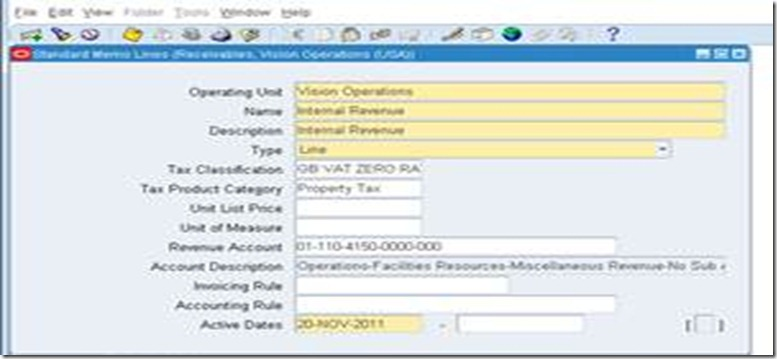 File Edit View Folder Tools Window Help
Standard Memo Lines (Receivables, Vision Operations (USA))
Operating Unit Vision Operations
Name Internal Revenue
Description Internal Revenue
Type Line
Tax Classification GB VAT ZERO RA
Tax Product Category Property Tax
Unit List Price
Unit of Measure
Revenue Account 01-110-4150-0000-000
Account Description Operations-Facilities Resources-Miscellaneous Revenue-No Sub
Invoicing Rule
Accounting Rule
Active Dates 20-NOV-2011 - [ ]